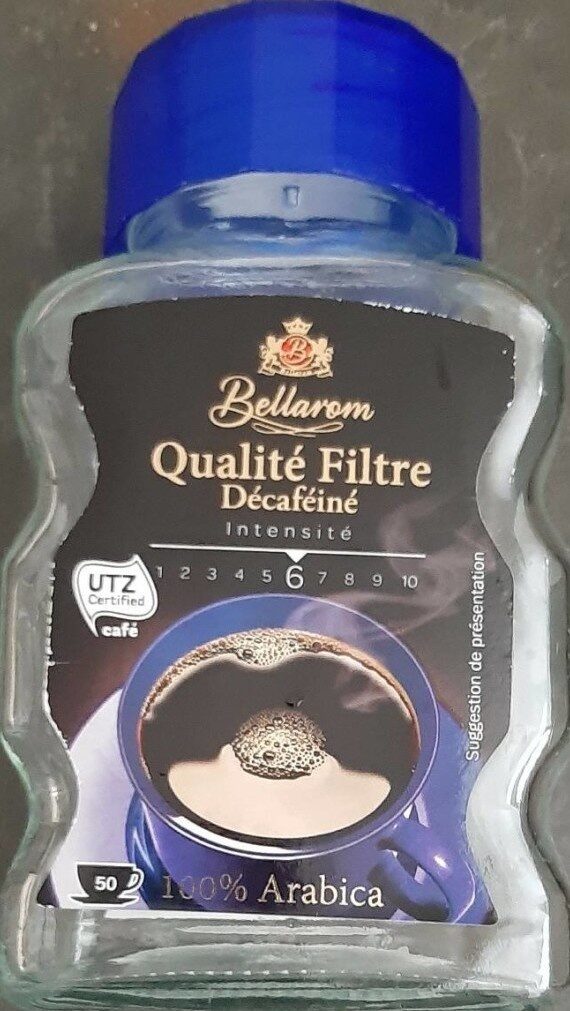 B
Bellarom
Qualité Filtre
Décaféiné
Intensité
1 2 3 4 5 6 7 8 9 10
UTZ
Certified
café
Suggestion de présentation
50
100% Arabica